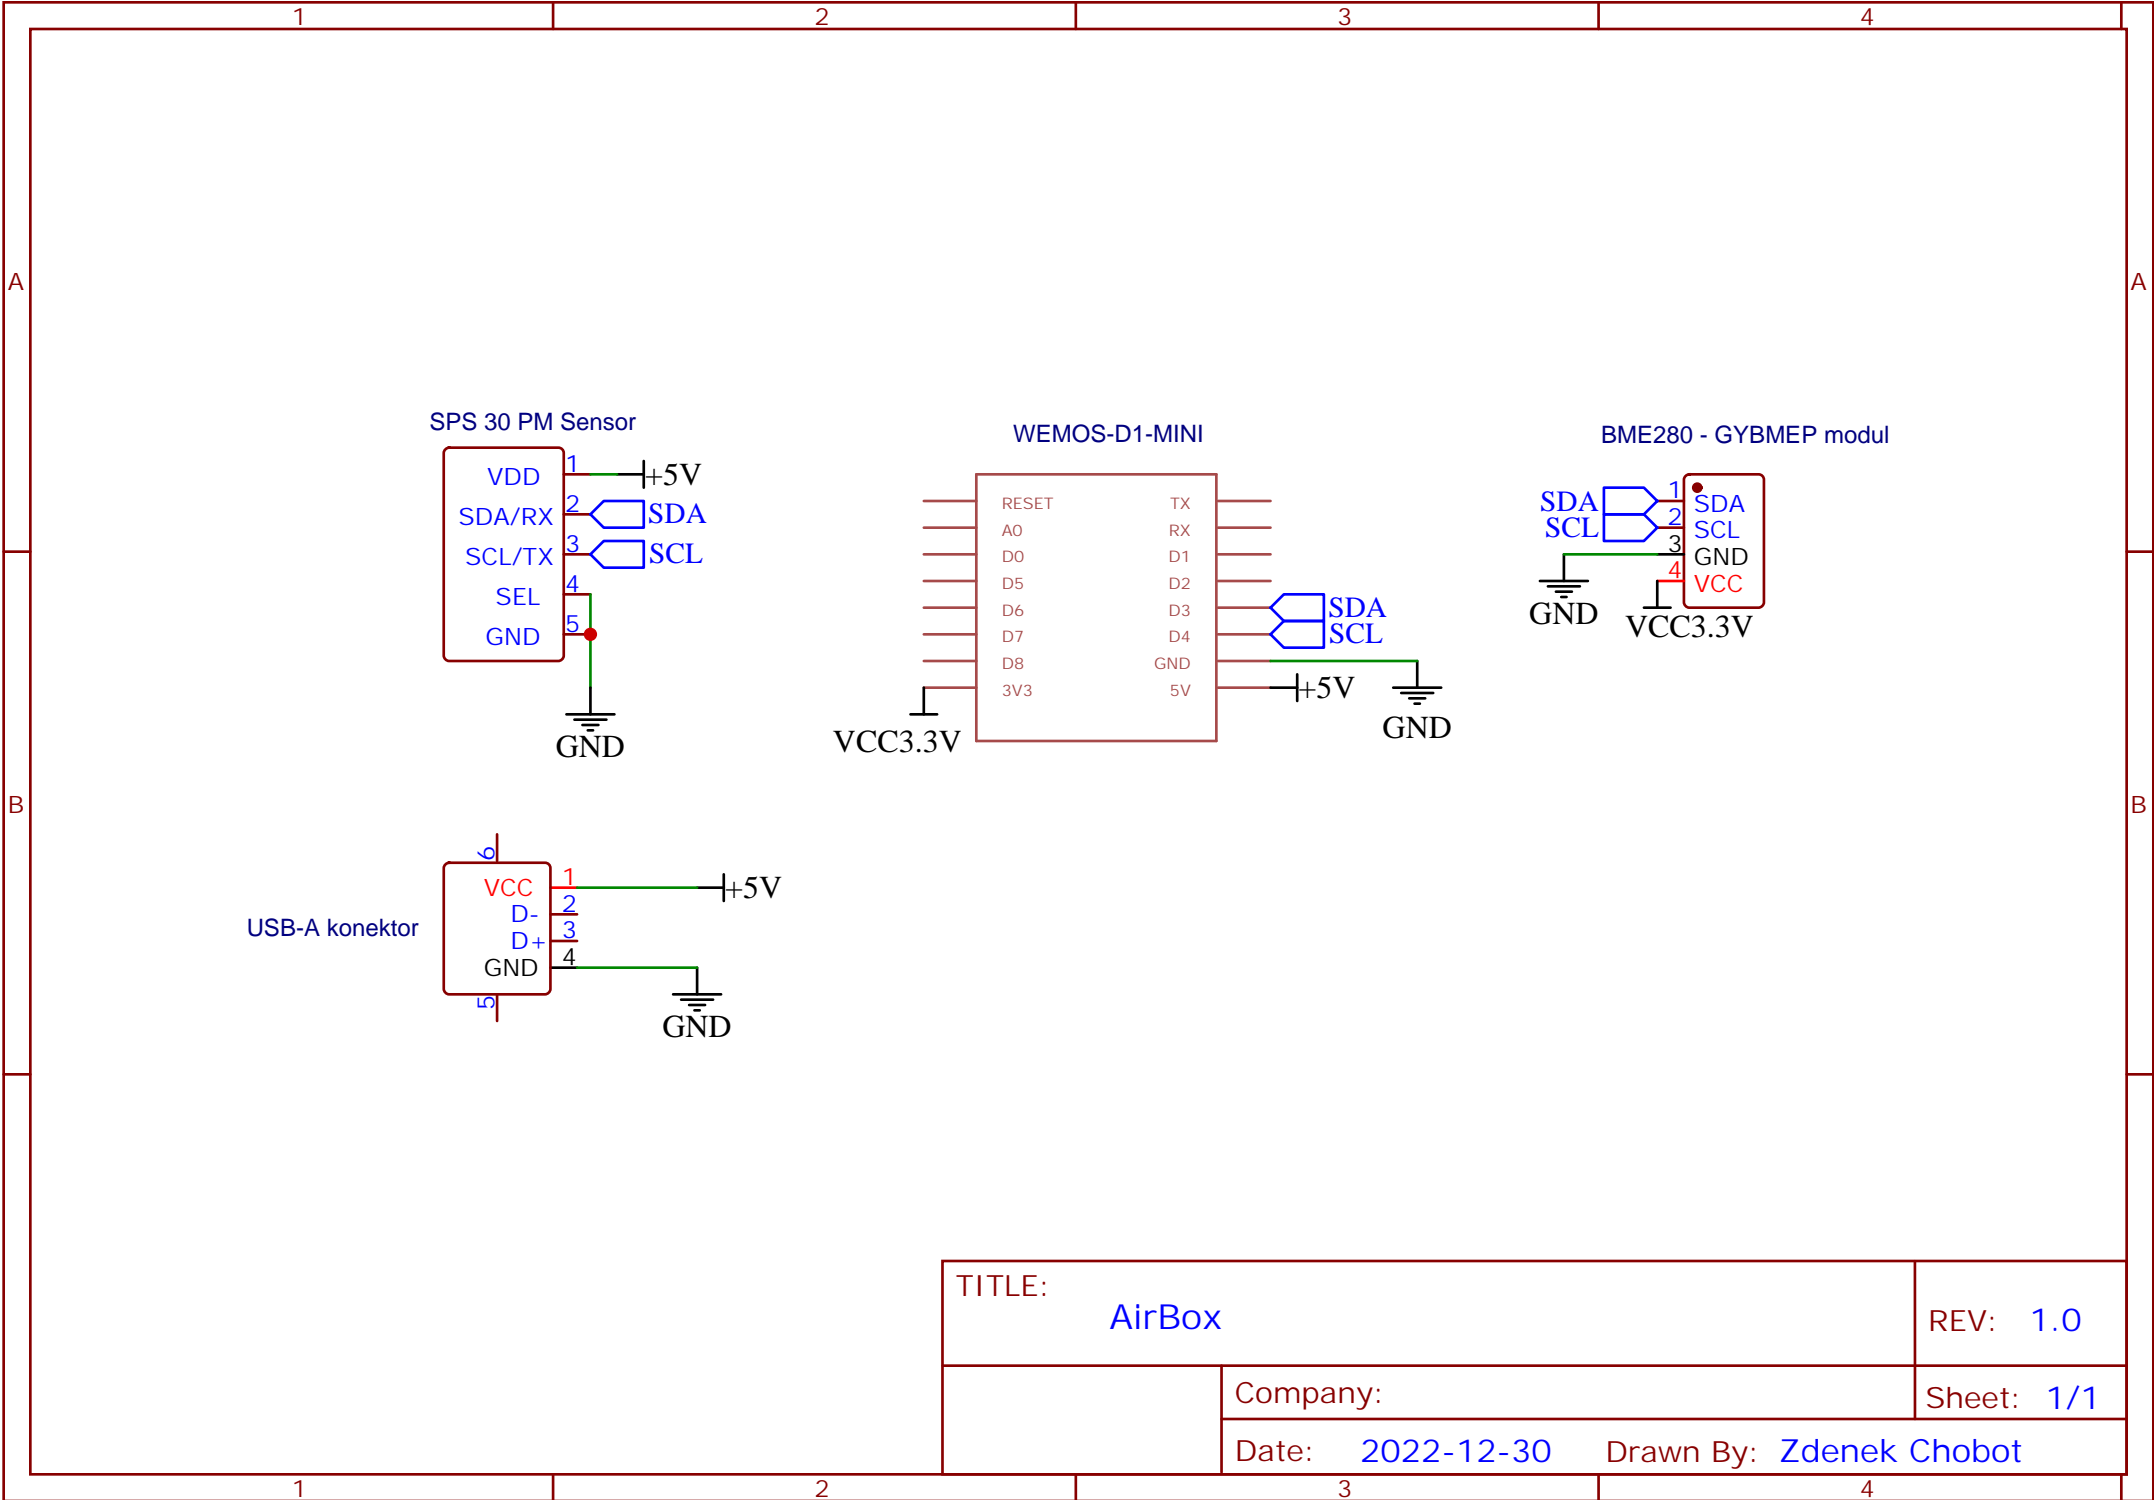 1 2 3 4
A A
B B
SPS 30 PM Sensor
VDD 1 +5V
SDA/RX 2 SDA
SCL/TX 3 SCL
SEL 4
GND 5
GND
WEMOS-D1-MINI
RESET TX
A0 RX
D0 D1
D5 D2
D6 D3 SDA
D7 D4 SCL
D8 GND
3V3 5V +5V
VCC3.3V
GND
BME280 - GYBMEP modul
SDA 1 SDA
SCL 2 SCL
3 GND
4 VCC
GND
VCC3.3V
USB-A konektor
6
VCC 1 +5V
D- 2
D+ 3
GND 4
5
GND
TITLE:
AirBox
REV: 1.0
Company:
Sheet: 1/1
Date: 2022-12-30 Drawn By: Zdenek Chobot
1 2 3 4